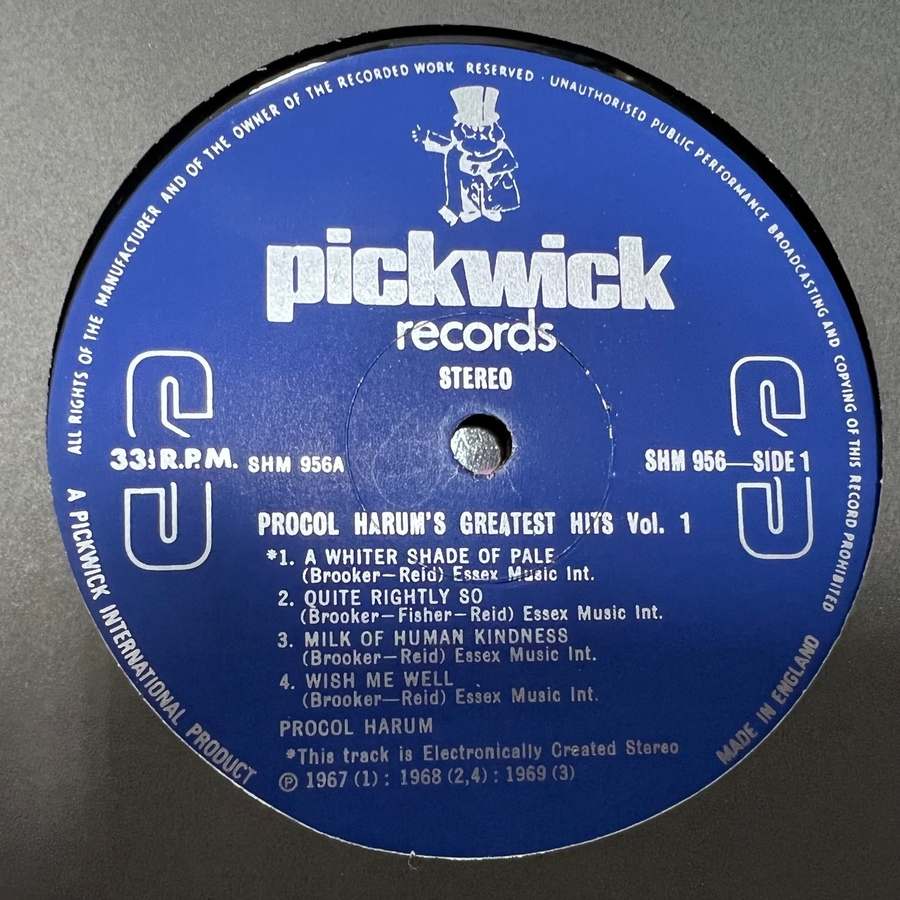 ALL RIGHTS OF THE MANUFACTURER AND OF THE OWNER OF THE RECORDED WORK RESERVED · UNAUTHORISED PUBLIC PERFORMANCE BROADCASTING AND COPYING OF THIS RECORD PROHIBITED
pickwick
records
STEREO
33⅓ R.P.M. SHM 956A
SHM 956—SIDE 1
PROCOL HARUM'S GREATEST HITS Vol. 1
*1. A WHITER SHADE OF PALE
(Brooker—Reid) Essex Music Int.
2. QUITE RIGHTLY SO
(Brooker—Fisher—Reid) Essex Music Int.
3. MILK OF HUMAN KINDNESS
(Brooker—Reid) Essex Music Int.
4. WISH ME WELL
(Brooker—Reid) Essex Music Int.
PROCOL HARUM
*This track is Electronically Created Stereo
℗ 1967 (1) : 1968 (2,4) : 1969 (3)
A PICKWICK INTERNATIONAL PRODUCT
MADE IN ENGLAND